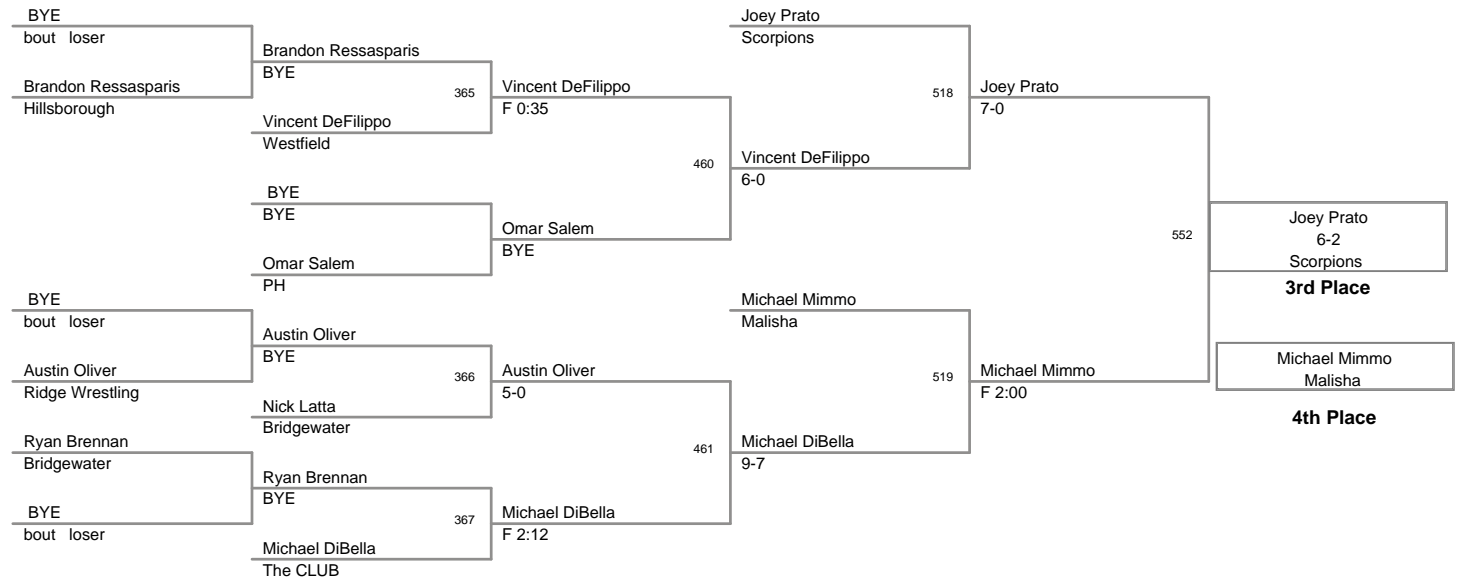 BYE
bout loser
Brandon Ressasparis
Hillsborough
BYE
bout loser
Austin Oliver
Ridge Wrestling
Ryan Brennan
Bridgewater
BYE
bout loser
Brandon Ressasparis
BYE
365
Vincent DeFilippo
Westfield
BYE
BYE
Omar Salem
PH
Austin Oliver
BYE
366
Nick Latta
Bridgewater
Ryan Brennan
BYE
367
Michael DiBella
The CLUB
Vincent DeFilippo
F 0:35
460
Omar Salem
BYE
Austin Oliver
5-0
461
Michael DiBella
F 2:12
Joey Prato
Scorpions
518
Vincent DeFilippo
6-0
Michael Mimmo
Malisha
519
Michael DiBella
9-7
Joey Prato
7-0
552
Michael Mimmo
F 2:00
Joey Prato
6-2
Scorpions
3rd Place
Michael Mimmo
Malisha
4th Place